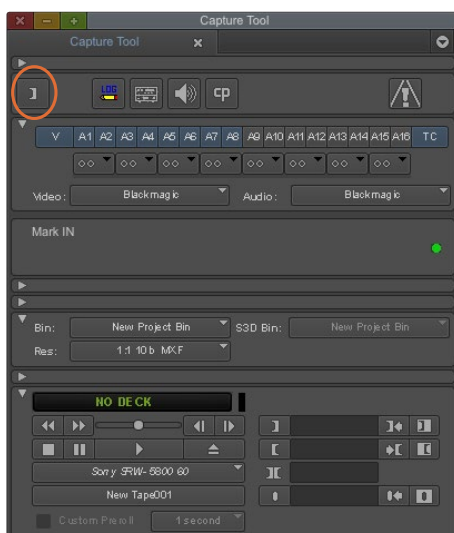 Capture Tool
Capture Tool
LOG CP
V A1 A2 A3 A4 A5 A6 A7 A8 A9 A10 A11 A12 A13 A14 A15 A16 TC
Video: Blackmagic Audio: Blackmagic
Mark IN
Bin: New Project Bin S3D Bin: New Project Bin
Res: 1:1 10b MXF
NO DECK
Sony SRW-5800 60
New Tape001
Custom Preroll 1 second